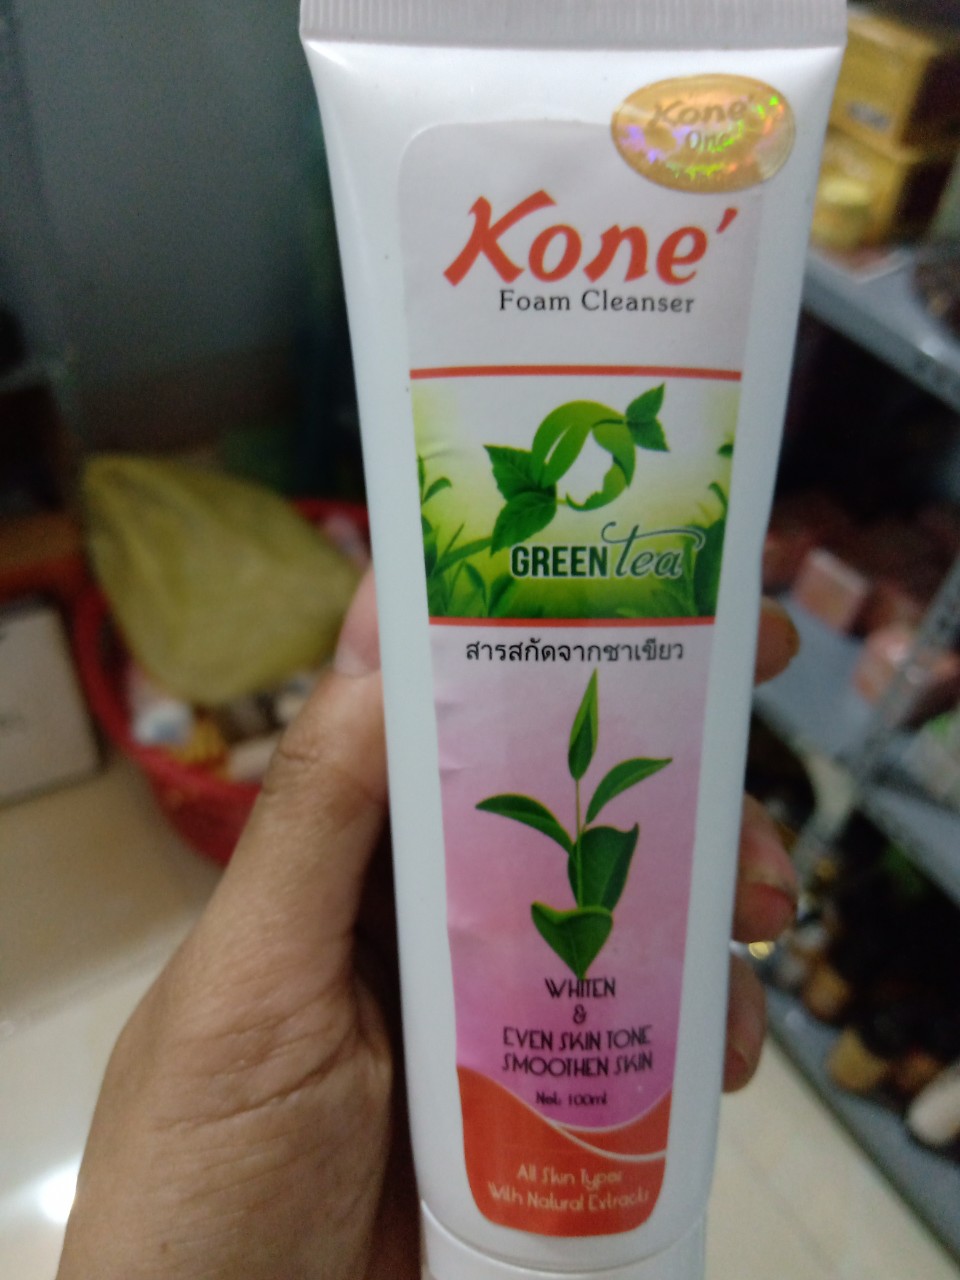 Kone'
Kone'
Foam Cleanser
GREEN tea
สารสกัดจากชาเขียว
WHITEN
&
EVEN SKIN TONE
SMOOTHEN SKIN
Net. 100ml
All Skin Types
With Natural Extracts